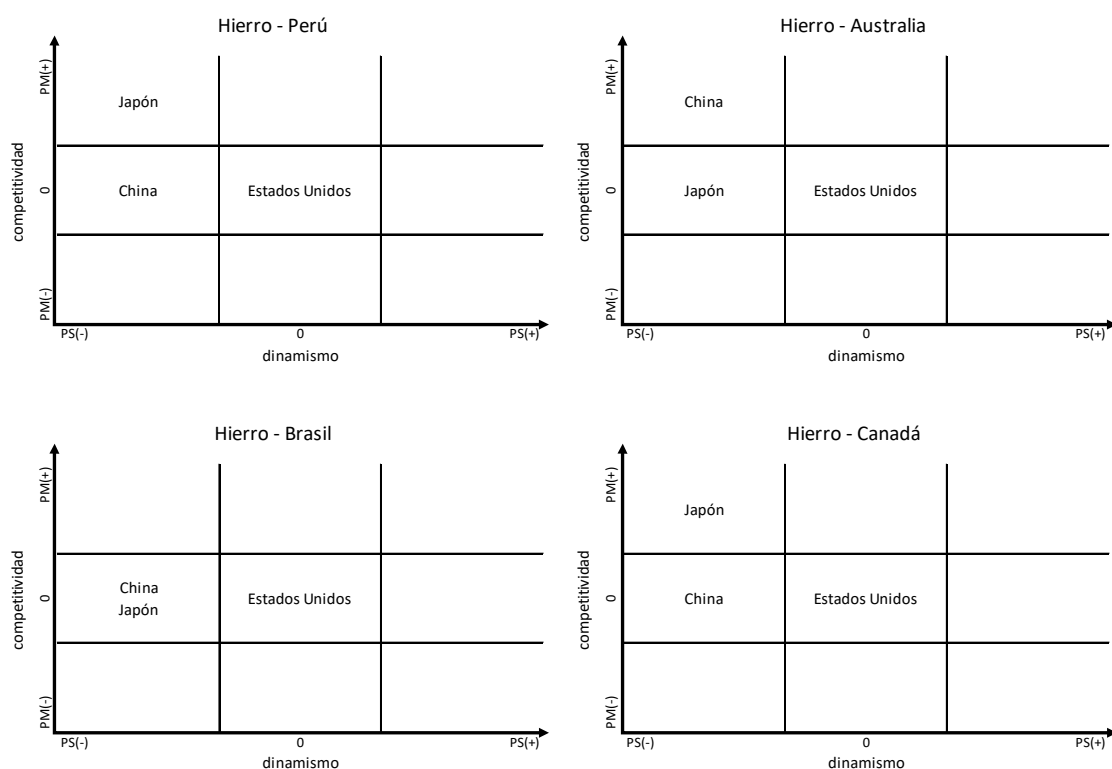 Hierro - Perú
PM(+)
Japón
competitividad
0
China
Estados Unidos
PM(-)
PS(-)
0
PS(+)
dinamismo
Hierro - Australia
PM(+)
China
competitividad
0
Japón
Estados Unidos
PM(-)
PS(-)
0
PS(+)
dinamismo
Hierro - Brasil
PM(+)
competitividad
0
China
Japón
Estados Unidos
PM(-)
PS(-)
0
PS(+)
dinamismo
Hierro - Canadá
PM(+)
Japón
competitividad
0
China
Estados Unidos
PM(-)
PS(-)
0
PS(+)
dinamismo